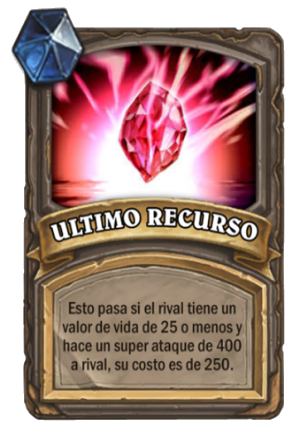 ULTIMO RECURSO
Esto pasa si el rival tiene un
valor de vida de 25 o menos y
hace un super ataque de 400
a rival, su costo es de 250.